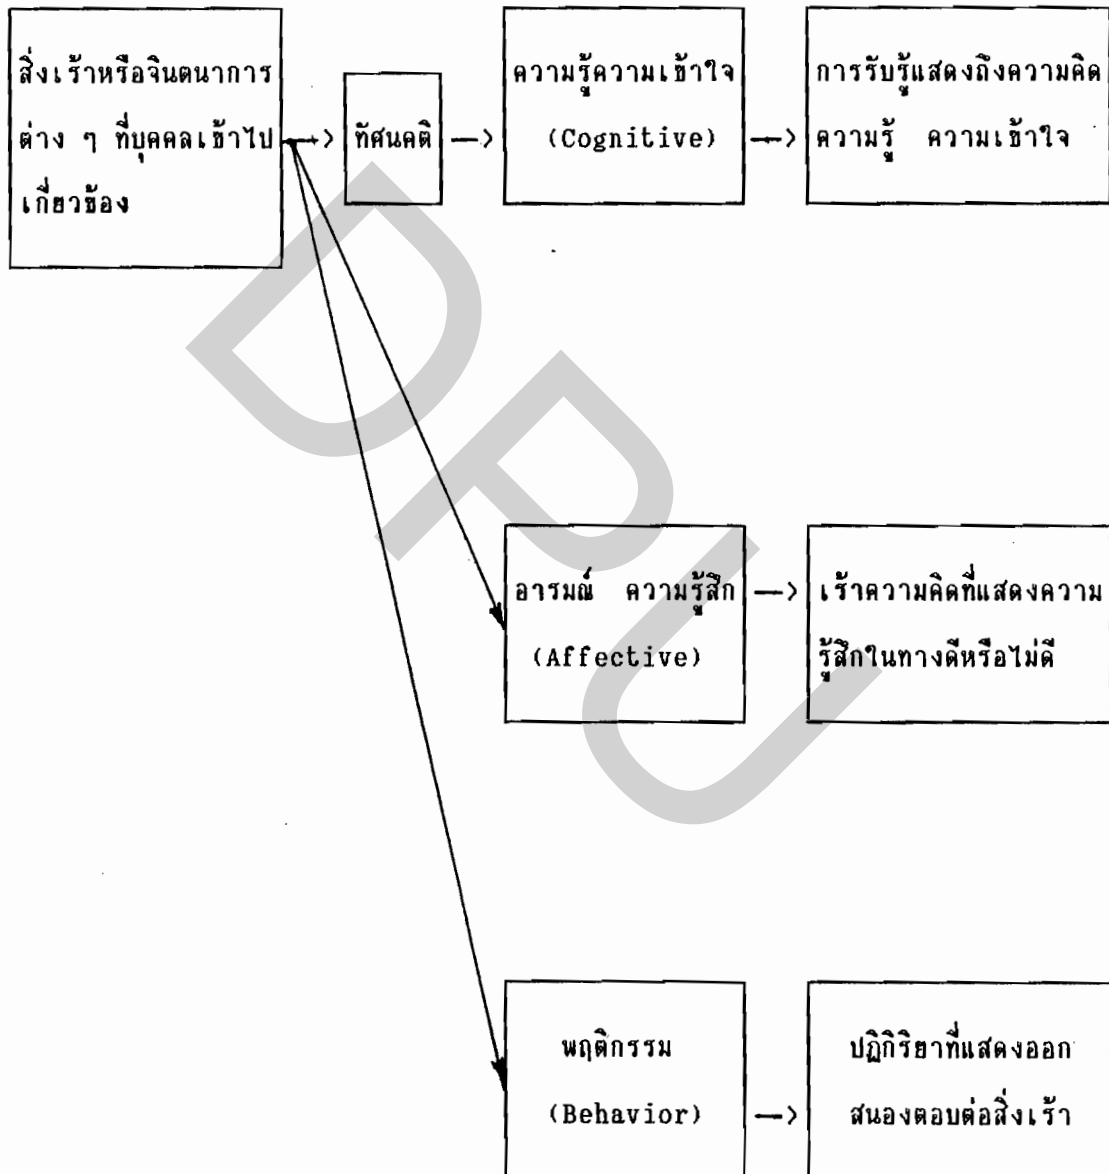 สิ่งเร้าหรือจินตนาการ
ต่าง ๆ ที่บุคคลเข้าไป
เกี่ยวข้อง
ทัศนคติ
ความรู้ความเข้าใจ
(Cognitive)
การรับรู้แสดงถึงความคิด
ความรู้ ความเข้าใจ
อารมณ์ ความรู้สึก
(Affective)
เร้าความคิดที่แสดงความ
รู้สึกในทางดีหรือไม่ดี
พฤติกรรม
(Behavior)
ปฏิกิริยาที่แสดงออก
สนองตอบต่อสิ่งเร้า
DPU